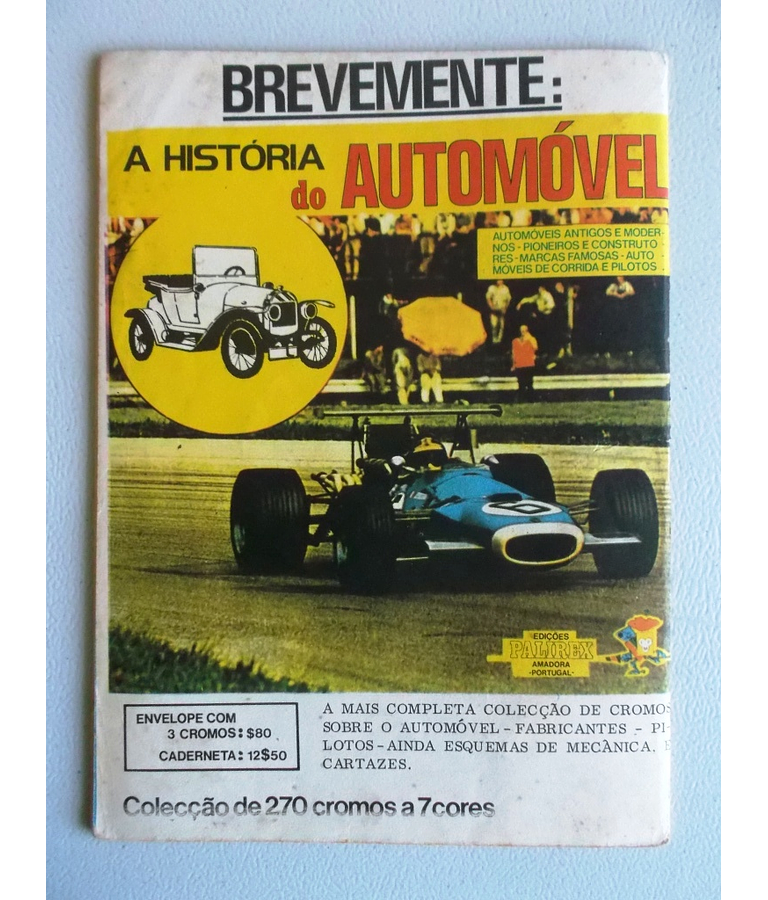 BREVEMENTE:
A HISTÓRIA
do AUTOMÓVEL
AUTOMÓVEIS ANTIGOS E MODER-
NOS - PIONEIROS E CONSTRUTO-
RES - MARCAS FAMOSAS - AUTO
MÓVEIS DE CORRIDA E PILOTOS
6
EDIÇÕES
PALIREX
AMADORA
-PORTUGAL-
ENVELOPE COM
3 CROMOS: $80
CADERNETA: 12$50
A MAIS COMPLETA COLECÇÃO DE CROMOS
SOBRE O AUTOMÓVEL - FABRICANTES - PI-
LOTOS - AINDA ESQUEMAS DE MECÂNICA, E
CARTAZES.
Colecção de 270 cromos a 7 cores